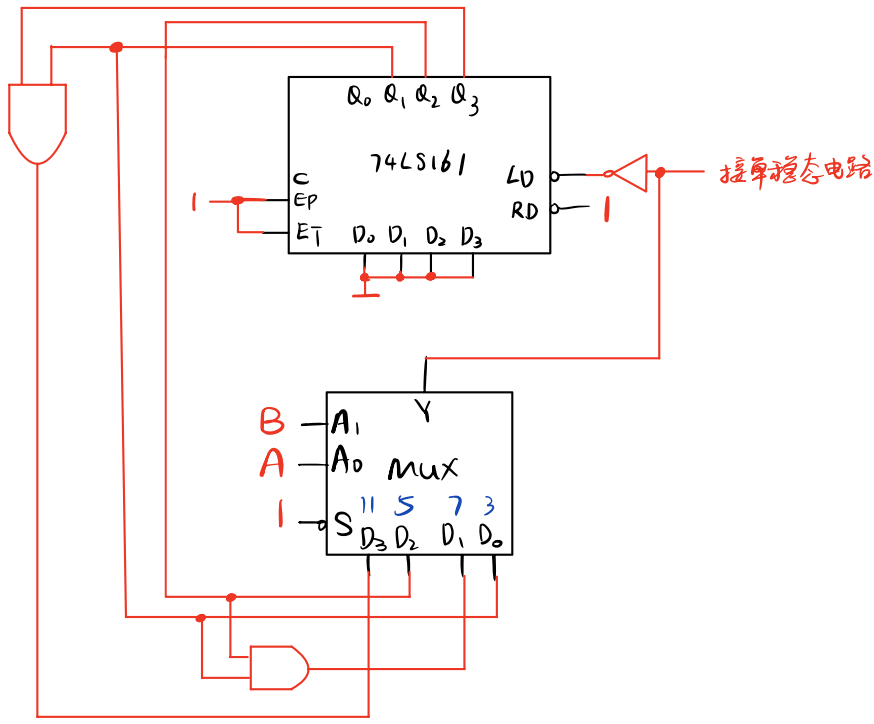 Q₀ Q₁ Q₂ Q₃
74LS161
C
LD
接单稳态电路
1
EP
RD
1
ET
D₀ D₁ D₂ D₃
Y
B
A₁
A
A₀
MUX
1
S
11 5 7 3
D₃ D₂ D₁ D₀